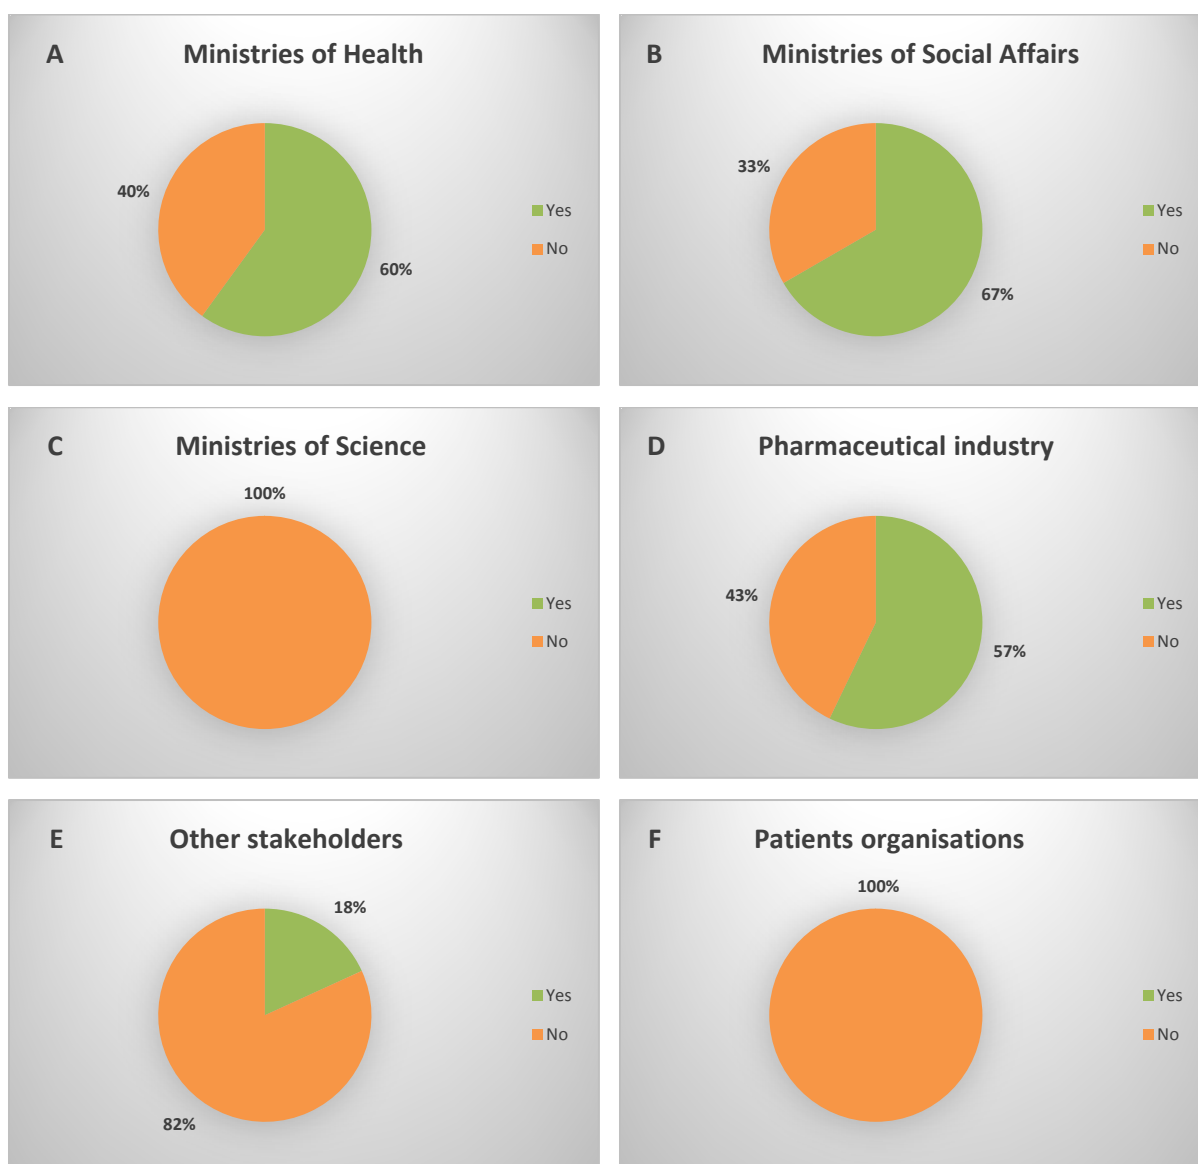 A Ministries of Health
40%
60%
Yes
No
B Ministries of Social Affairs
33%
67%
Yes
No
C Ministries of Science
100%
Yes
No
D Pharmaceutical industry
43%
57%
Yes
No
E Other stakeholders
18%
82%
Yes
No
F Patients organisations
100%
Yes
No